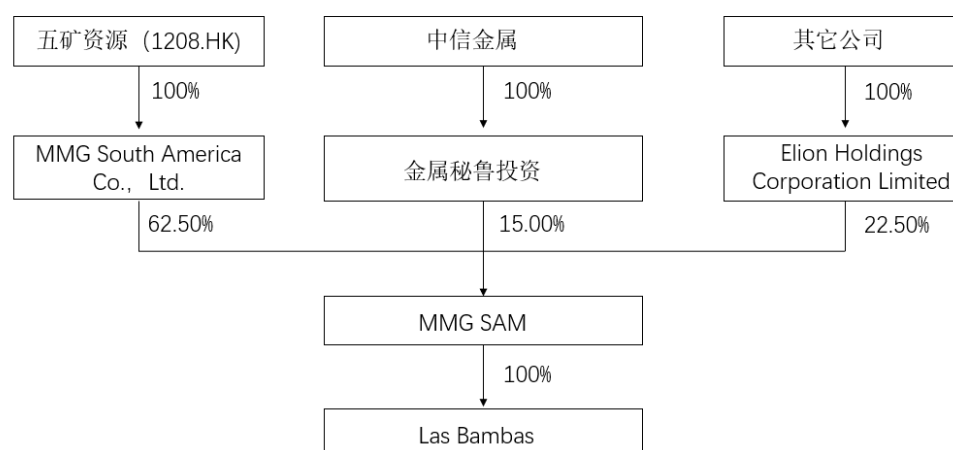 五矿资源（1208.HK)
中信金属
其它公司
100%
100%
100%
MMG South America
Co.，Ltd.
金属秘鲁投资
Elion Holdings
Corporation Limited
62.50%
15.00%
22.50%
MMG SAM
100%
Las Bambas